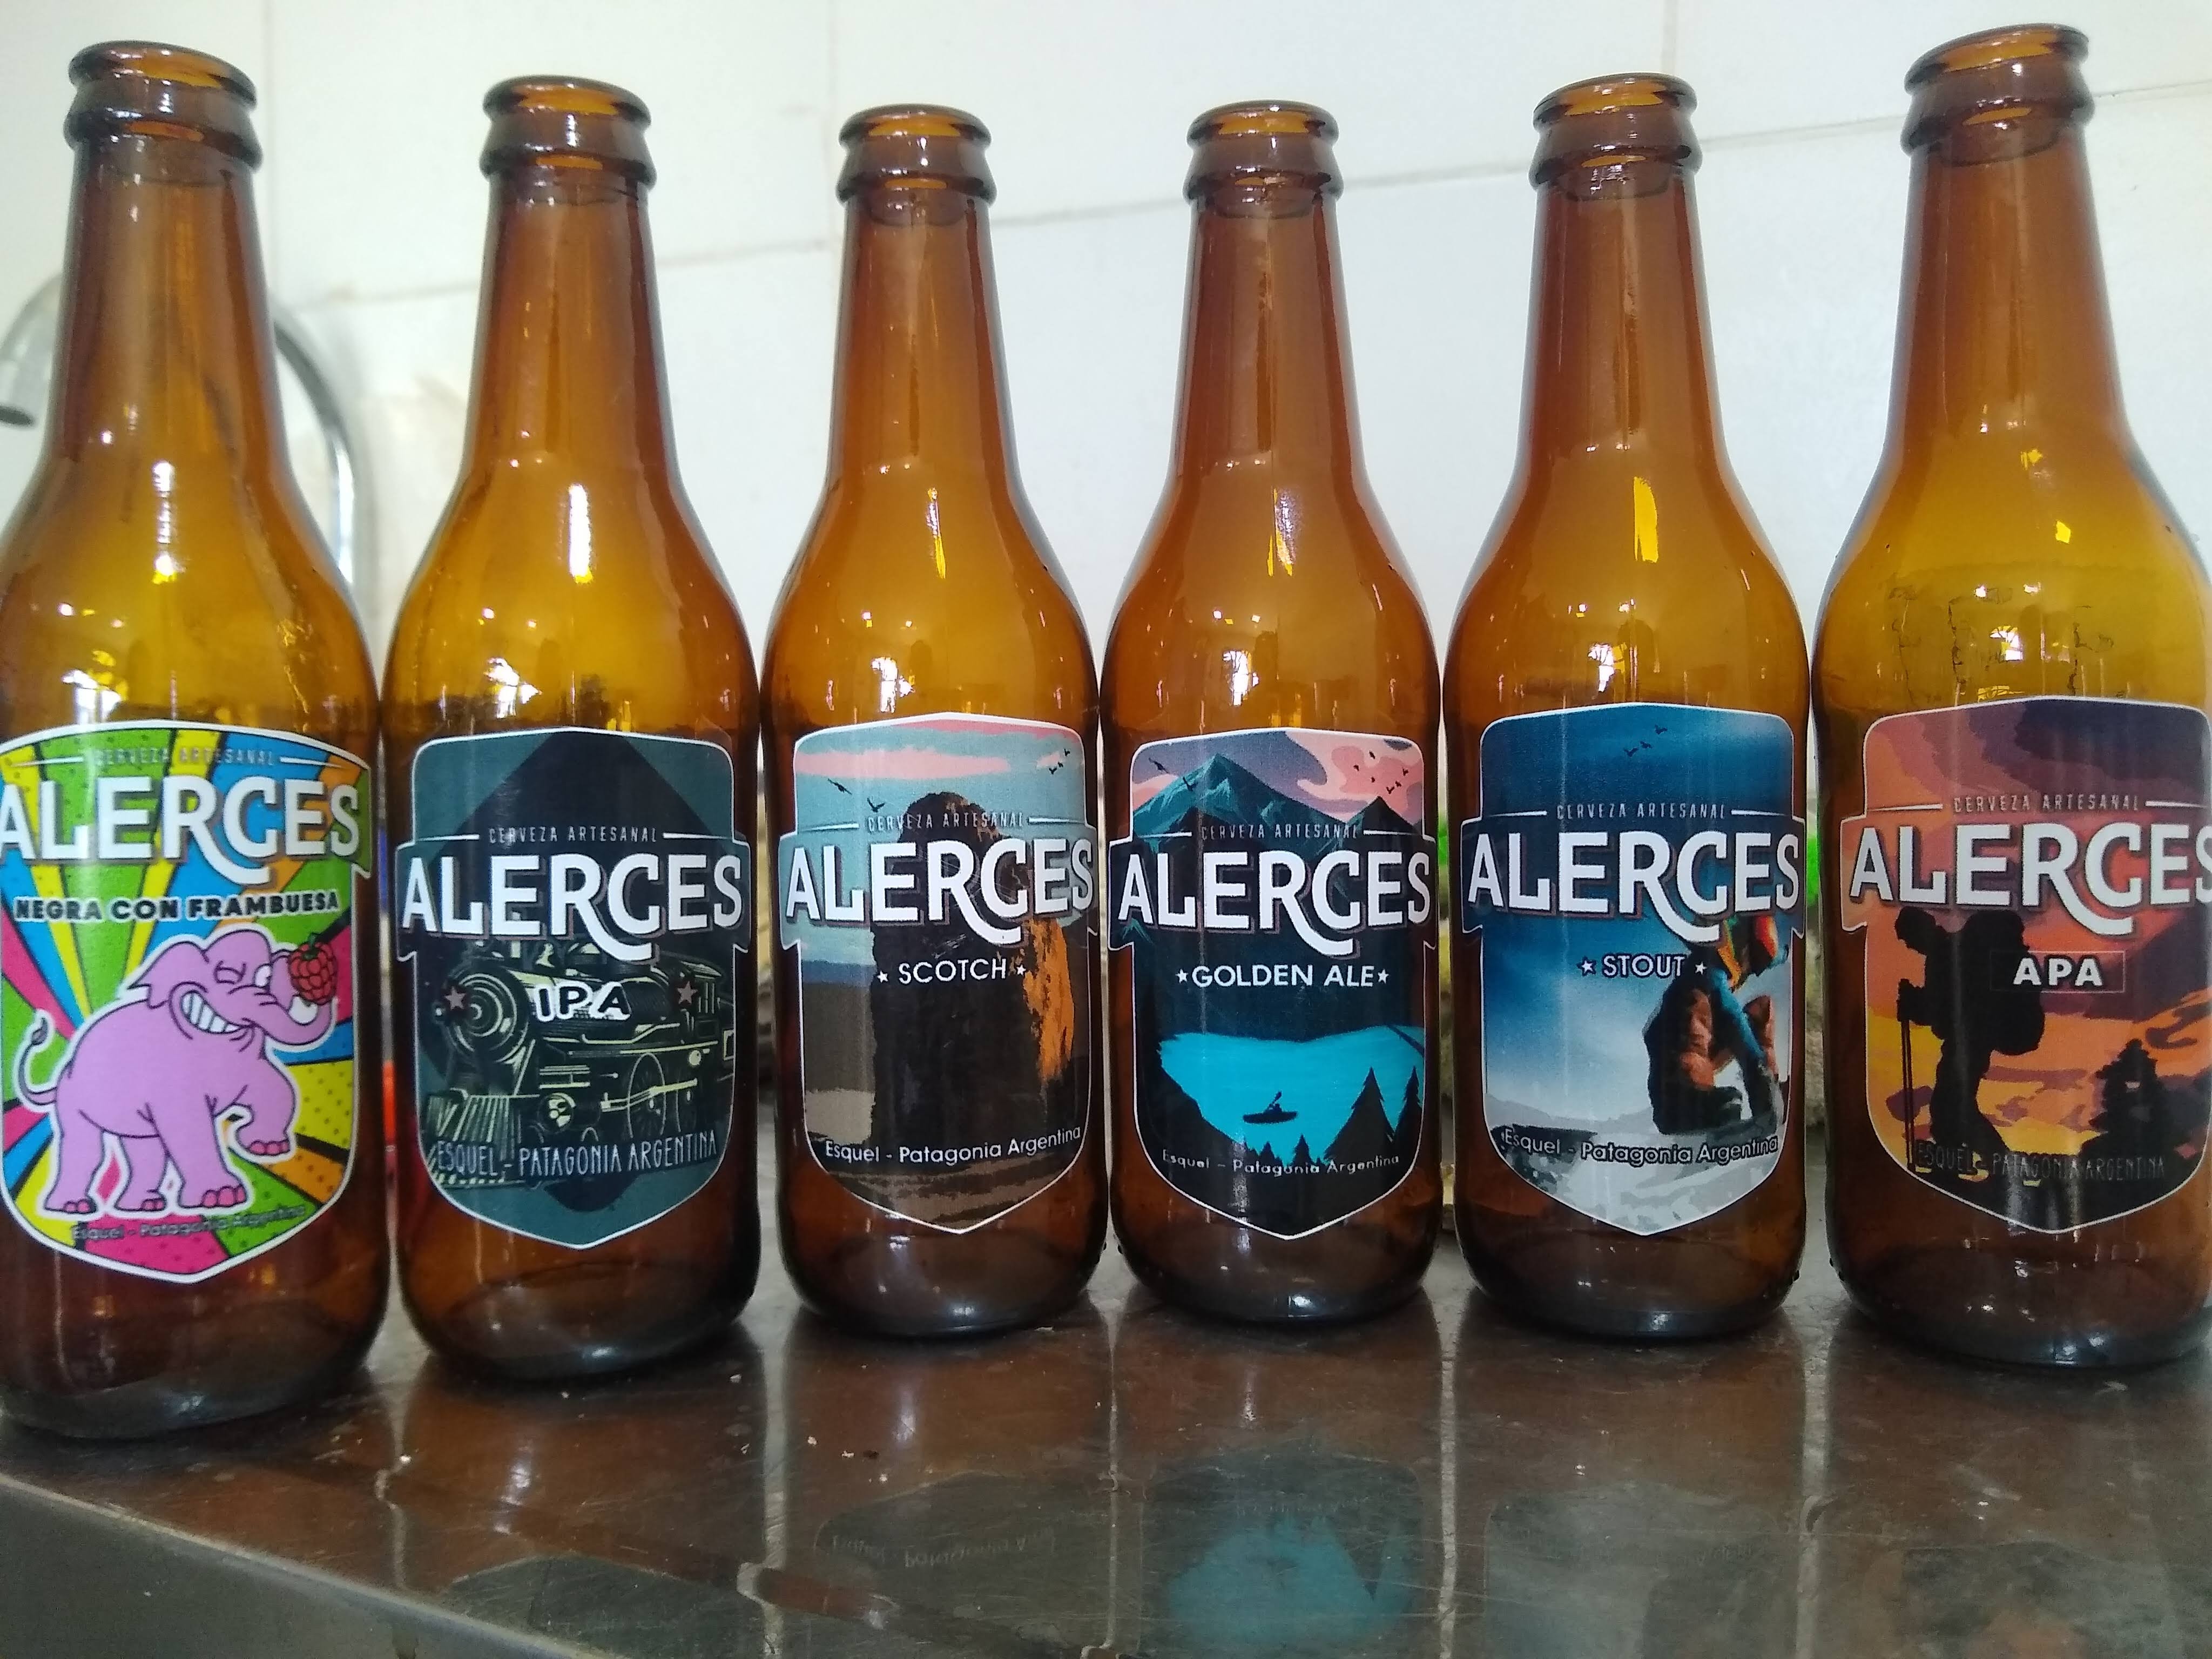 CERVEZA ARTESANAL
ALERCES
NEGRA CON FRAMBUESA
Esquel - Patagonia Argentina
CERVEZA ARTESANAL
ALERCES
IPA
ESQUEL - PATAGONIA ARGENTINA
CERVEZA ARTESANAL
ALERCES
SCOTCH
Esquel - Patagonia Argentina
CERVEZA ARTESANAL
ALERCES
GOLDEN ALE
Esquel - Patagonia Argentina
CERVEZA ARTESANAL
ALERCES
STOUT
Esquel - Patagonia Argentina
CERVEZA ARTESANAL
ALERCES
APA
ESQUEL - PATAGONIA ARGENTINA